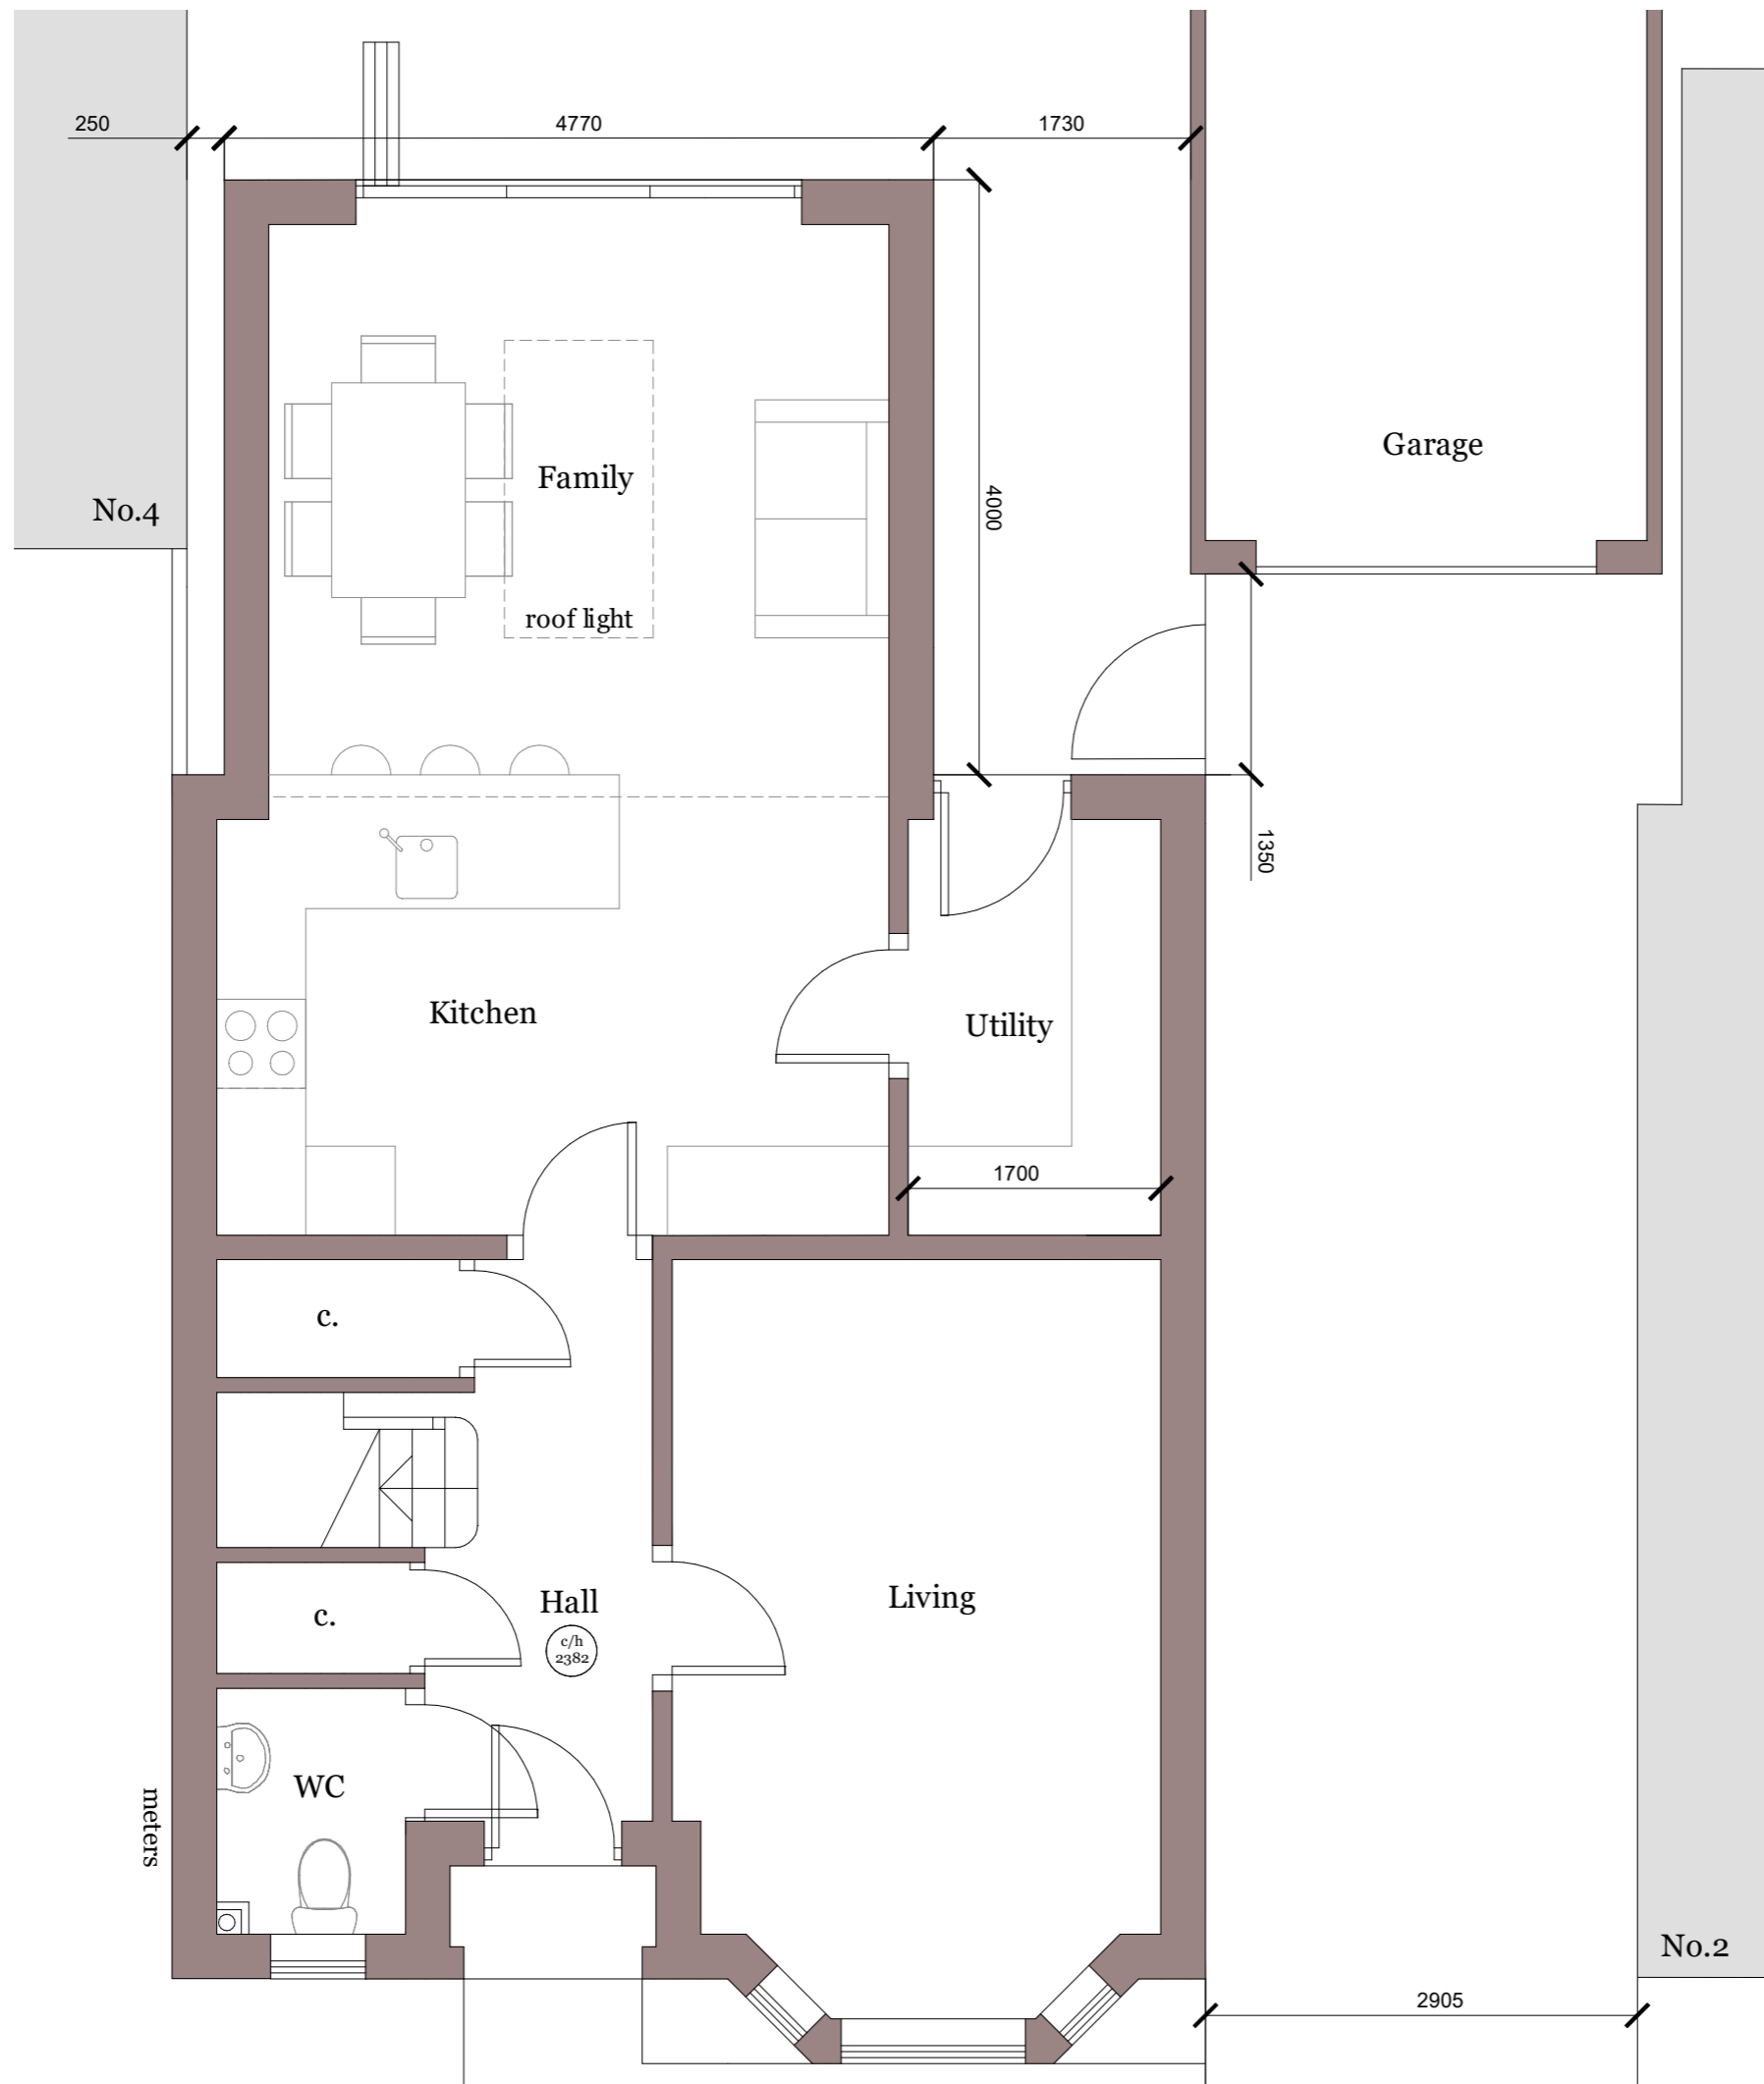 250
4770
1730
Garage
Family
No.4
4000
roof light
1350
Kitchen
Utility
1700
c.
Living
Hall
c.
c/h
2382
WC
meters
No.2
2905